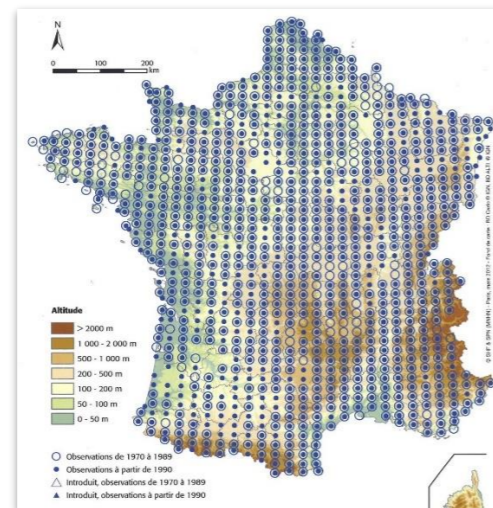 N
0 100 200
km
Altitude
> 2000 m
1 000 - 2 000 m
500 - 1 000 m
200 - 500 m
100 - 200 m
50 - 100 m
0 - 50 m
Observations de 1970 à 1989
Observations à partir de 1990
Introduit, observations de 1970 à 1989
Introduit, observations à partir de 1990